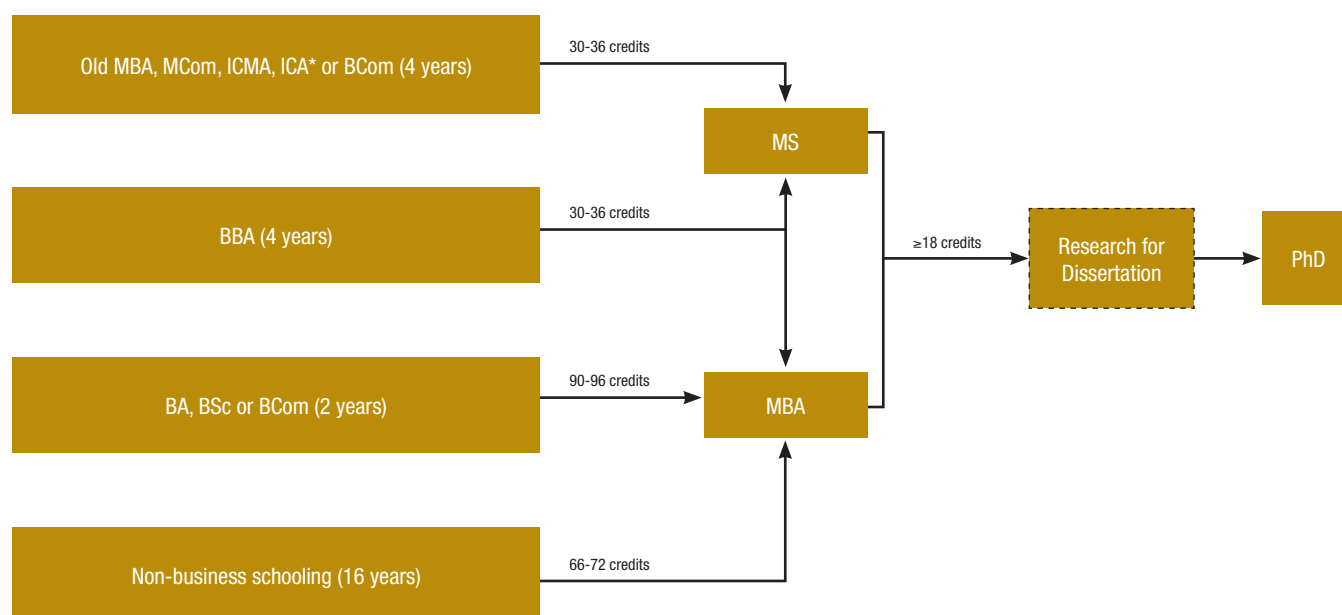 30-36 credits
Old MBA, MCom, ICMA, ICA* or BCom (4 years)
MS
30-36 credits
BBA (4 years)
≥18 credits
Research for
Dissertation
PhD
90-96 credits
BA, BSc or BCom (2 years)
MBA
66-72 credits
Non-business schooling (16 years)